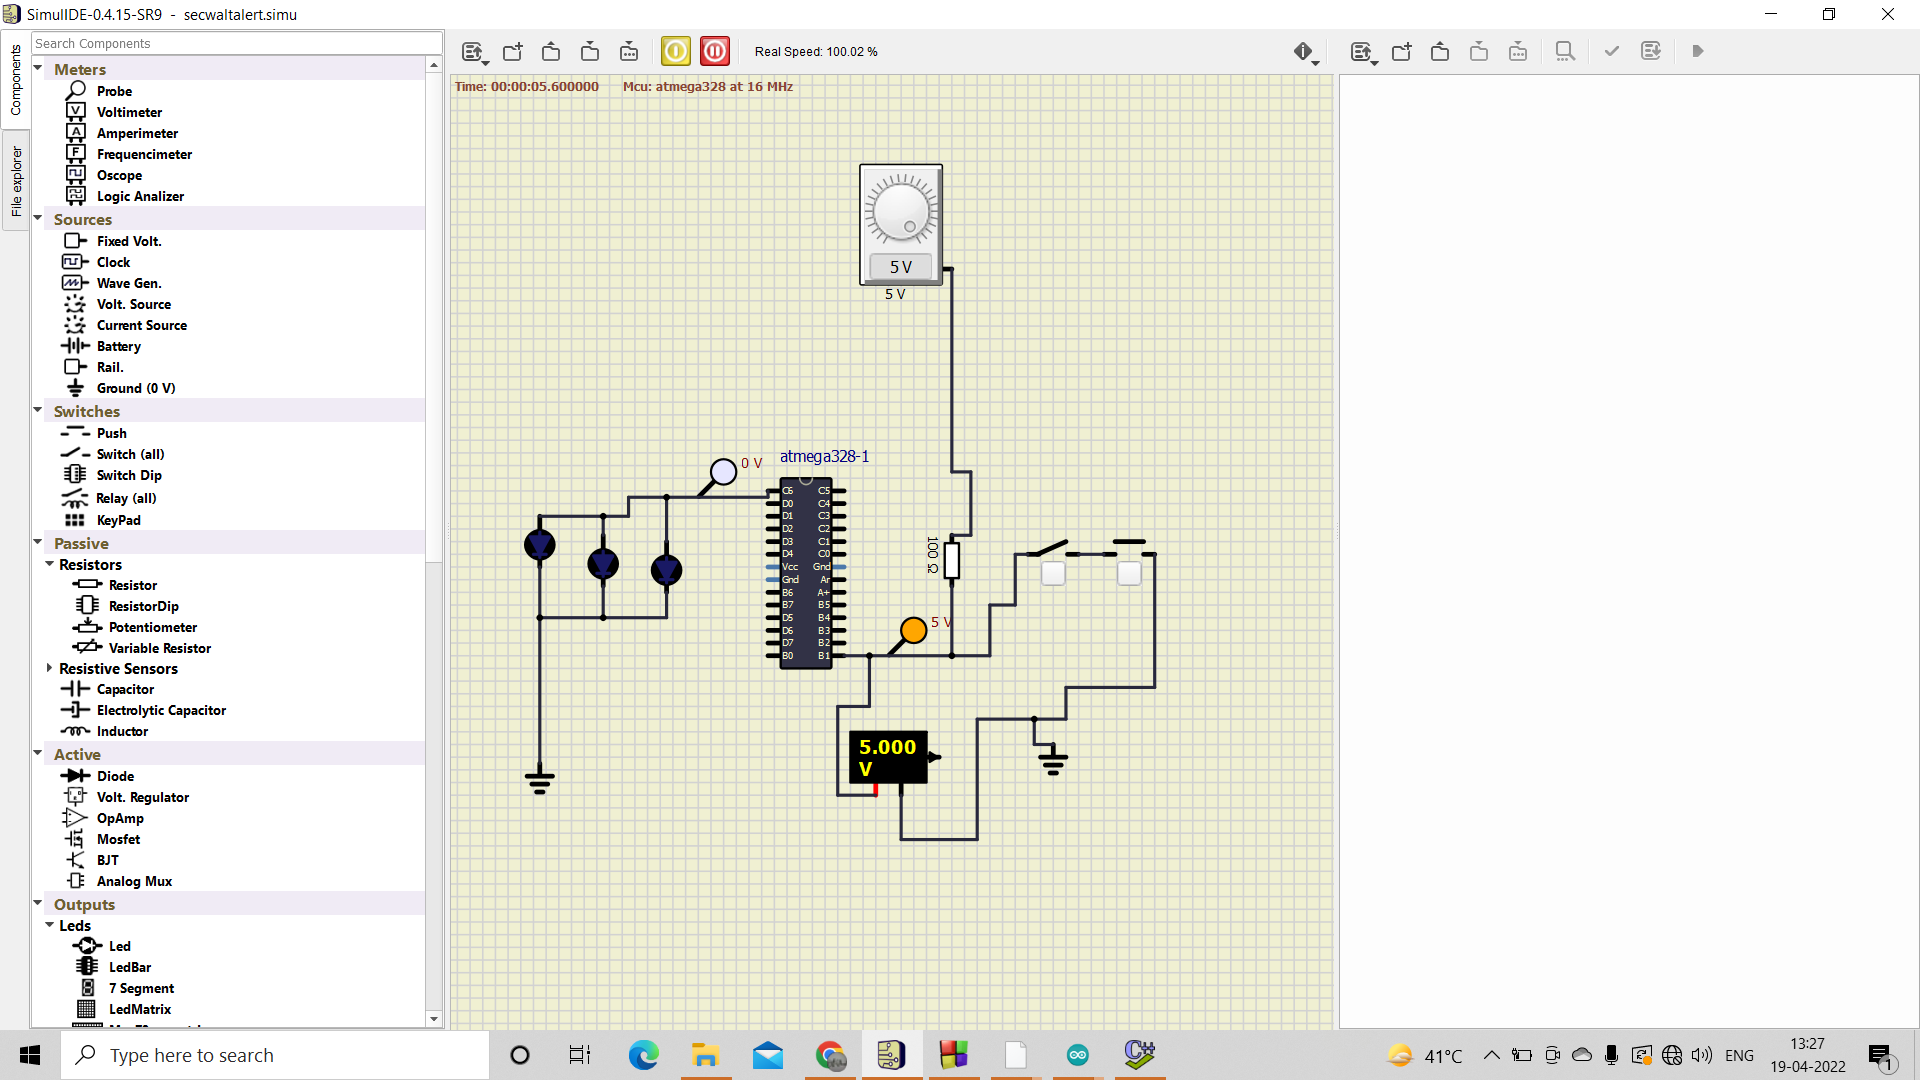 SimulIDE-0.4.15-SR9 - secwaltalert.simu
Components
File explorer
Search Components
Meters
Probe
Voltimeter
Amperimeter
Frequencimeter
Oscope
Logic Analizer
Sources
Fixed Volt.
Clock
Wave Gen.
Volt. Source
Current Source
Battery
Rail.
Ground (0 V)
Switches
Push
Switch (all)
Switch Dip
Relay (all)
KeyPad
Passive
Resistors
Resistor
ResistorDip
Potentiometer
Variable Resistor
Resistive Sensors
Capacitor
Electrolytic Capacitor
Inductor
Active
Diode
Volt. Regulator
OpAmp
Mosfet
BJT
Analog Mux
Outputs
Leds
Led
LedBar
7 Segment
LedMatrix
Real Speed: 100.02 %
Time: 00:00:05.600000 Mcu: atmega328 at 16 MHz
5 V
5 V
0 V
atmega328-1
C6 C5
D0 C4
D1 C3
D2 C2
D3 C1
D4 C0
Vcc Gnd
Gnd Ar
B6 A+
B7 B5
D5 B4
D6 B3
D7 B2
B0 B1
100 Ω
5 V
5.000
V
Type here to search
41°C
ENG
13:27
19-04-2022
1